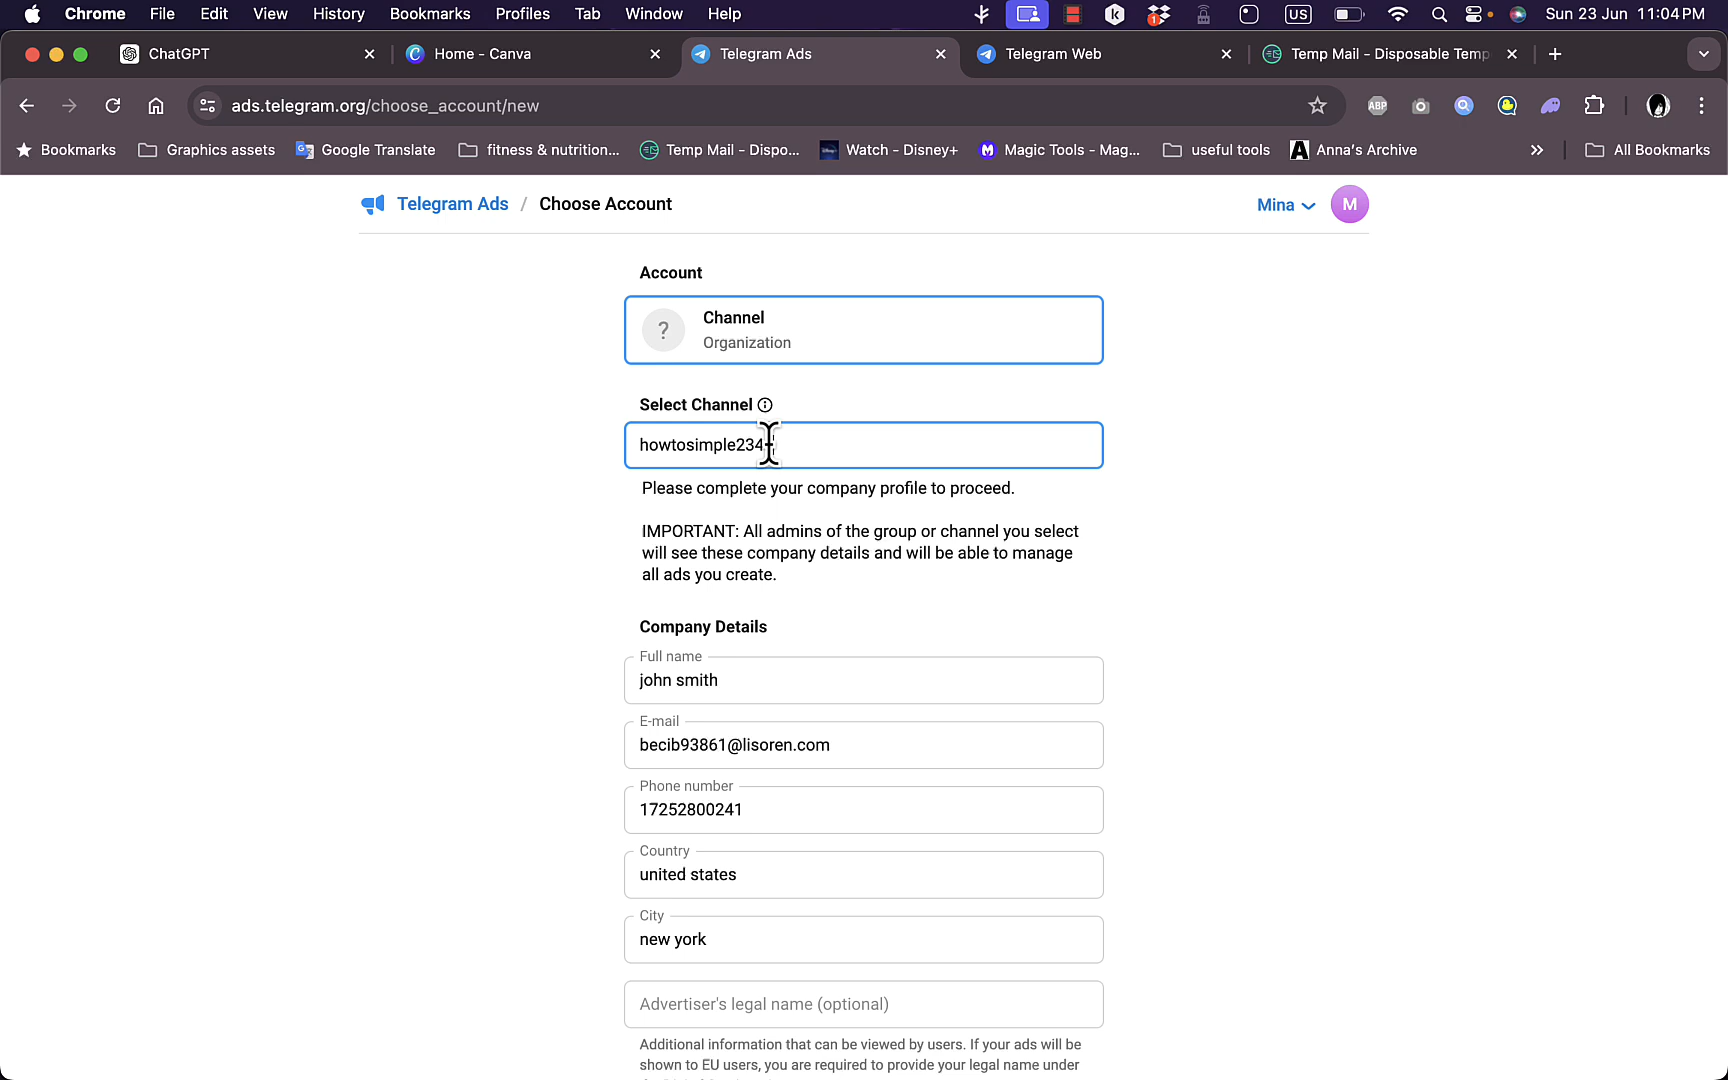 Chrome File Edit View History Bookmarks Profiles Tab Window Help US Sun 23 Jun 11:04 PM
ChatGPT Home - Canva Telegram Ads Telegram Web Temp Mail - Disposable Temp
ads.telegram.org/choose_account/new ABP
Bookmarks Graphics assets Google Translate fitness & nutrition... Temp Mail - Dispo... Watch - Disney+ Magic Tools - Mag... useful tools Anna's Archive All Bookmarks
Telegram Ads / Choose Account Mina M
Account
?
Channel
Organization
Select Channel
howtosimple234
Please complete your company profile to proceed.
IMPORTANT: All admins of the group or channel you select
will see these company details and will be able to manage
all ads you create.
Company Details
Full name
john smith
E-mail
becib93861@lisoren.com
Phone number
17252800241
Country
united states
City
new york
Advertiser's legal name (optional)
Additional information that can be viewed by users. If your ads will be
shown to EU users, you are required to provide your legal name under